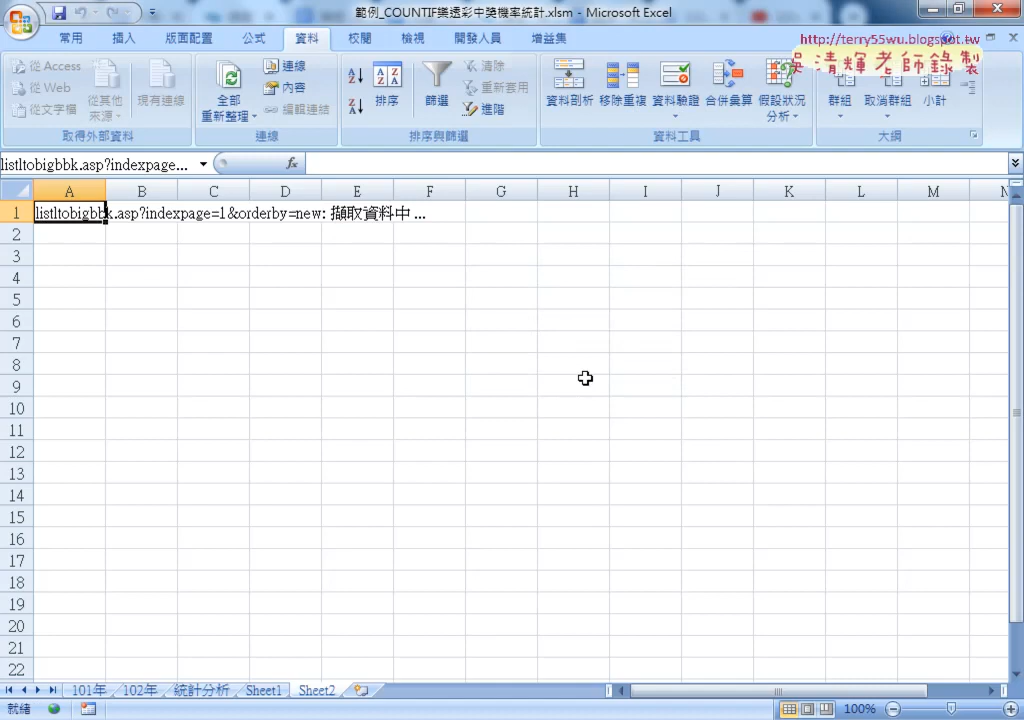 範例_COUNTIF樂透彩中獎機率統計.xlsm - Microsoft Excel
常用 插入 版面配置 公式 資料 校閱 檢視 開發人員 增益集
http://terry55wu.blogspot.tw
吳清輝老師錄製
從 Access
從 Web
從文字檔
從其他來源
現有連線
取得外部資料
全部重新整理
連線
內容
編輯連結
連線
排序
篩選
清除
重新套用
進階
排序與篩選
資料剖析 移除重複 資料驗證 合併彙算 假設狀況分析
資料工具
群組 取消群組 小計
大綱
listltobigbbk.asp?indexpage... fx
A B C D E F G H I J K L M N
1 listltobigbbk.asp?indexpage=1&orderby=new: 擷取資料中 ...
2
3
4
5
6
7
8
9
10
11
12
13
14
15
16
17
18
19
20
21
22
101年 102年 統計分析 Sheet1 Sheet2
就緒 100%